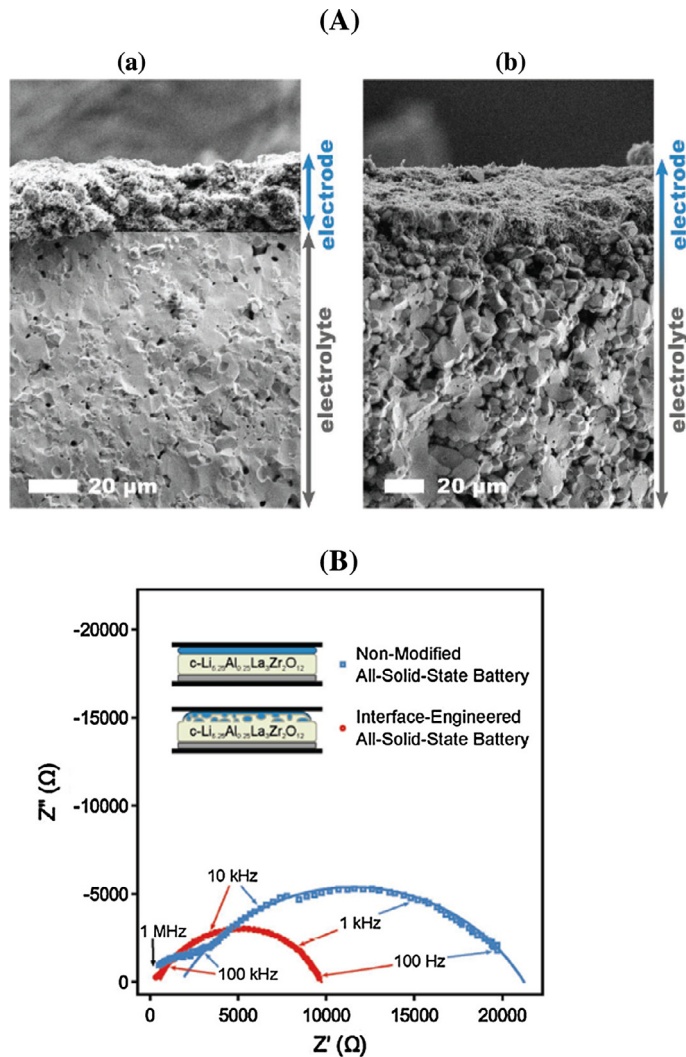 (A)
(a)
(b)
electrode
electrolyte
20 µm
electrode
electrolyte
20 µm
(B)
-20000
-15000
-10000
-5000
0
Z'' (Ω)
c-Li6.25Al0.25La3Zr2O12
c-Li6.25Al0.25La3Zr2O12
Non-Modified
All-Solid-State Battery
Interface-Engineered
All-Solid-State Battery
10 kHz
1 MHz
1 kHz
100 kHz
100 Hz
0
5000
10000
15000
20000
Z' (Ω)